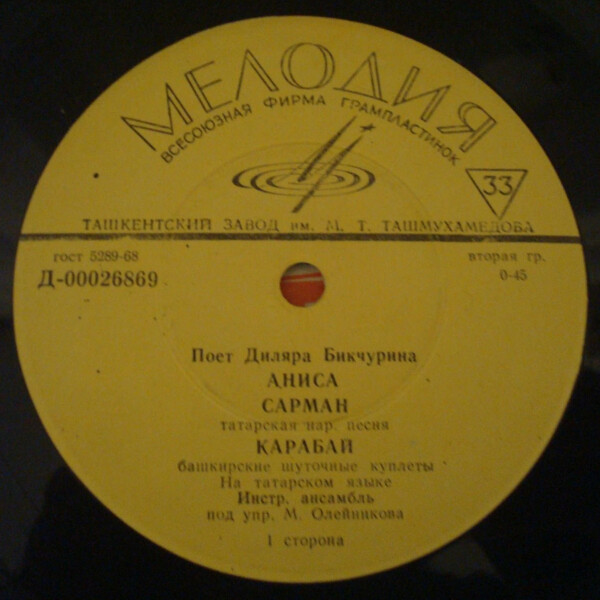 МЕЛОДИЯ
ВСЕСОЮЗНАЯ ФИРМА ГРАМПЛАСТИНОК
33
ТАШКЕНТСКИЙ ЗАВОД им. М. Т. ТАШМУХАМЕДОВА
гост 5289-68
вторая гр.
Д-00026869
0-45
Поет Диляра Бикчурина
АНИСА
САРМАН
татарская нар. песня
КАРАБАЙ
башкирские шуточные куплеты
На татарском языке
Инстр. ансамбль
под упр. М. Олейникова
I сторона